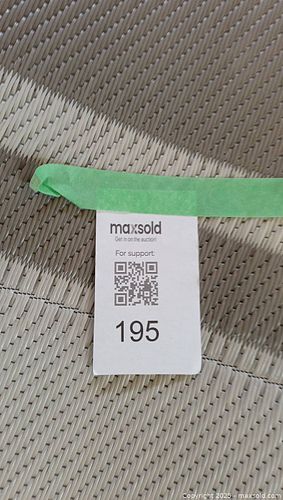 maxsold
Get in on the auction!
For support:
195
Copyright 2025 - maxsold.com